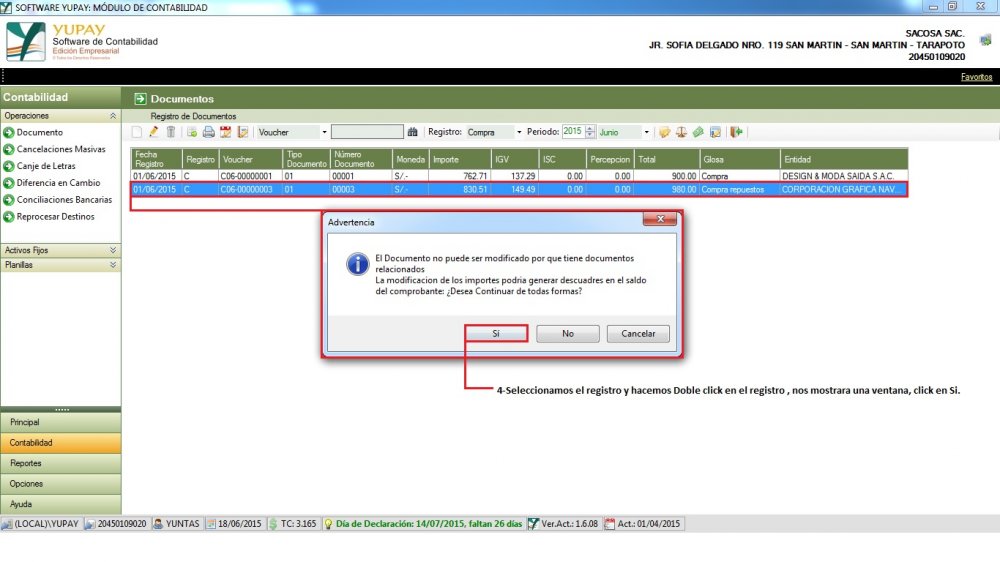 SOFTWARE YUPAY: MÓDULO DE CONTABILIDAD
YUPAY
Software de Contabilidad
Edición Empresarial
© Todos los Derechos Reservados
SACOSA SAC.
JR. SOFIA DELGADO NRO. 119 SAN MARTIN - SAN MARTIN - TARAPOTO
20450109020
Favoritos
Contabilidad
Documentos
Operaciones
Registro de Documentos
Documento
Voucher
Registro: Compra
Periodo: 2015 Junio
Cancelaciones Masivas
Canje de Letras
Diferencia en Cambio
Conciliaciones Bancarias
Reprocesar Destinos
Activos Fijos
Planillas
Fecha Registro Registro Voucher Tipo Documento Número Documento Moneda Importe IGV ISC Percepcion Total Glosa Entidad
01/06/2015 C C06-00000001 01 00001 S/.- 762.71 137.29 0.00 0.00 900.00 Compra DESIGN & MODA SAIDA S.A.C.
01/06/2015 C C06-00000003 01 00003 S/.- 830.51 149.49 0.00 0.00 980.00 Compra repuestos CORPORACION GRAFICA NAV...
Advertencia
El Documento no puede ser modificado por que tiene documentos
relacionados
La modificacion de los importes podria generar descuadres en el saldo
del comprobante: ¿Desea Continuar de todas formas?
Sí No Cancelar
4-Seleccionamos el registro y hacemos Doble click en el registro , nos mostrara una ventana, click en Si.
Principal
Contabilidad
Reportes
Opciones
Ayuda
(LOCAL)\YUPAY 20450109020 YUNTAS 18/06/2015 TC: 3.165 Día de Declaración: 14/07/2015, faltan 26 días Ver.Act.: 1.6.08 Act.: 01/04/2015